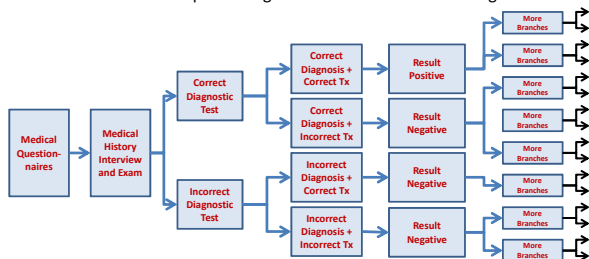 Medical
Question-
naires
Medical
History
Interview
and Exam
Correct
Diagnostic
Test
Incorrect
Diagnostic
Test
Correct
Diagnosis +
Correct Tx
Correct
Diagnosis +
Incorrect Tx
Incorrect
Diagnosis +
Correct Tx
Incorrect
Diagnosis +
Incorrect Tx
Result
Positive
Result
Negative
Result
Negative
Result
Negative
More
Branches
More
Branches
More
Branches
More
Branches
More
Branches
More
Branches
More
Branches
More
Branches